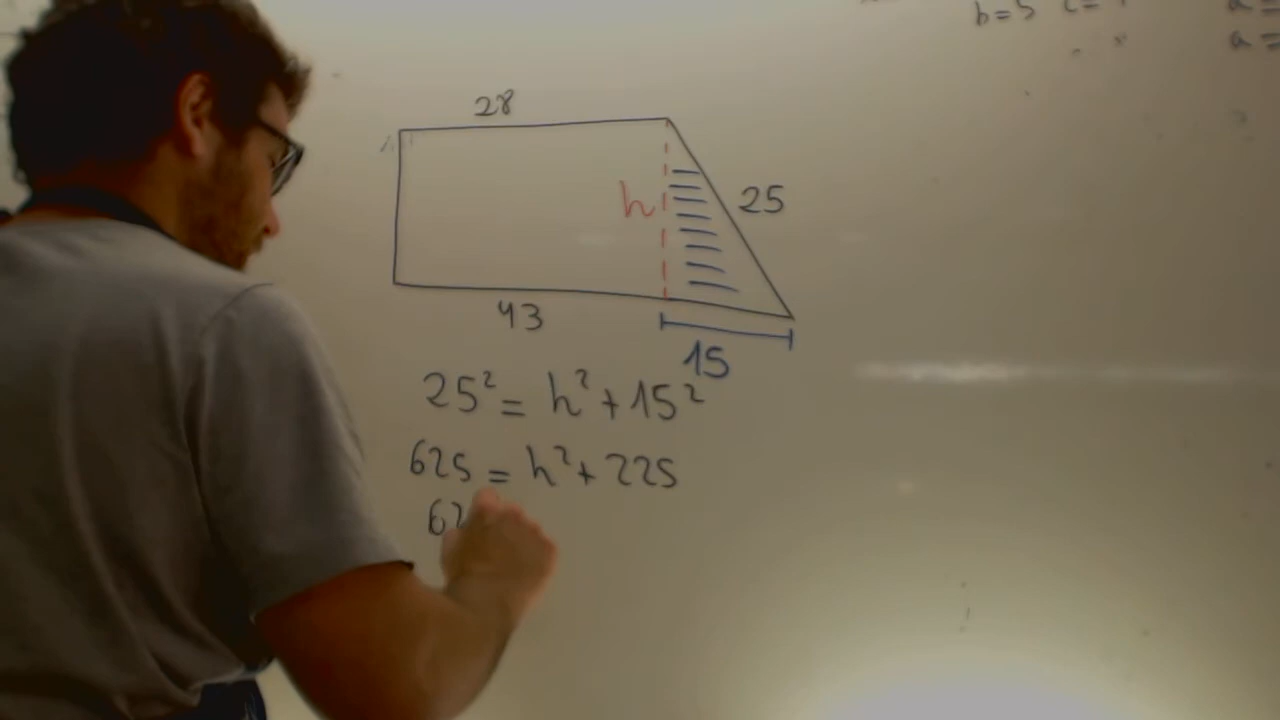 b=5 c=
a=
a=
28
h
25
43
15
25² = h² + 15²
625 = h² + 225
62